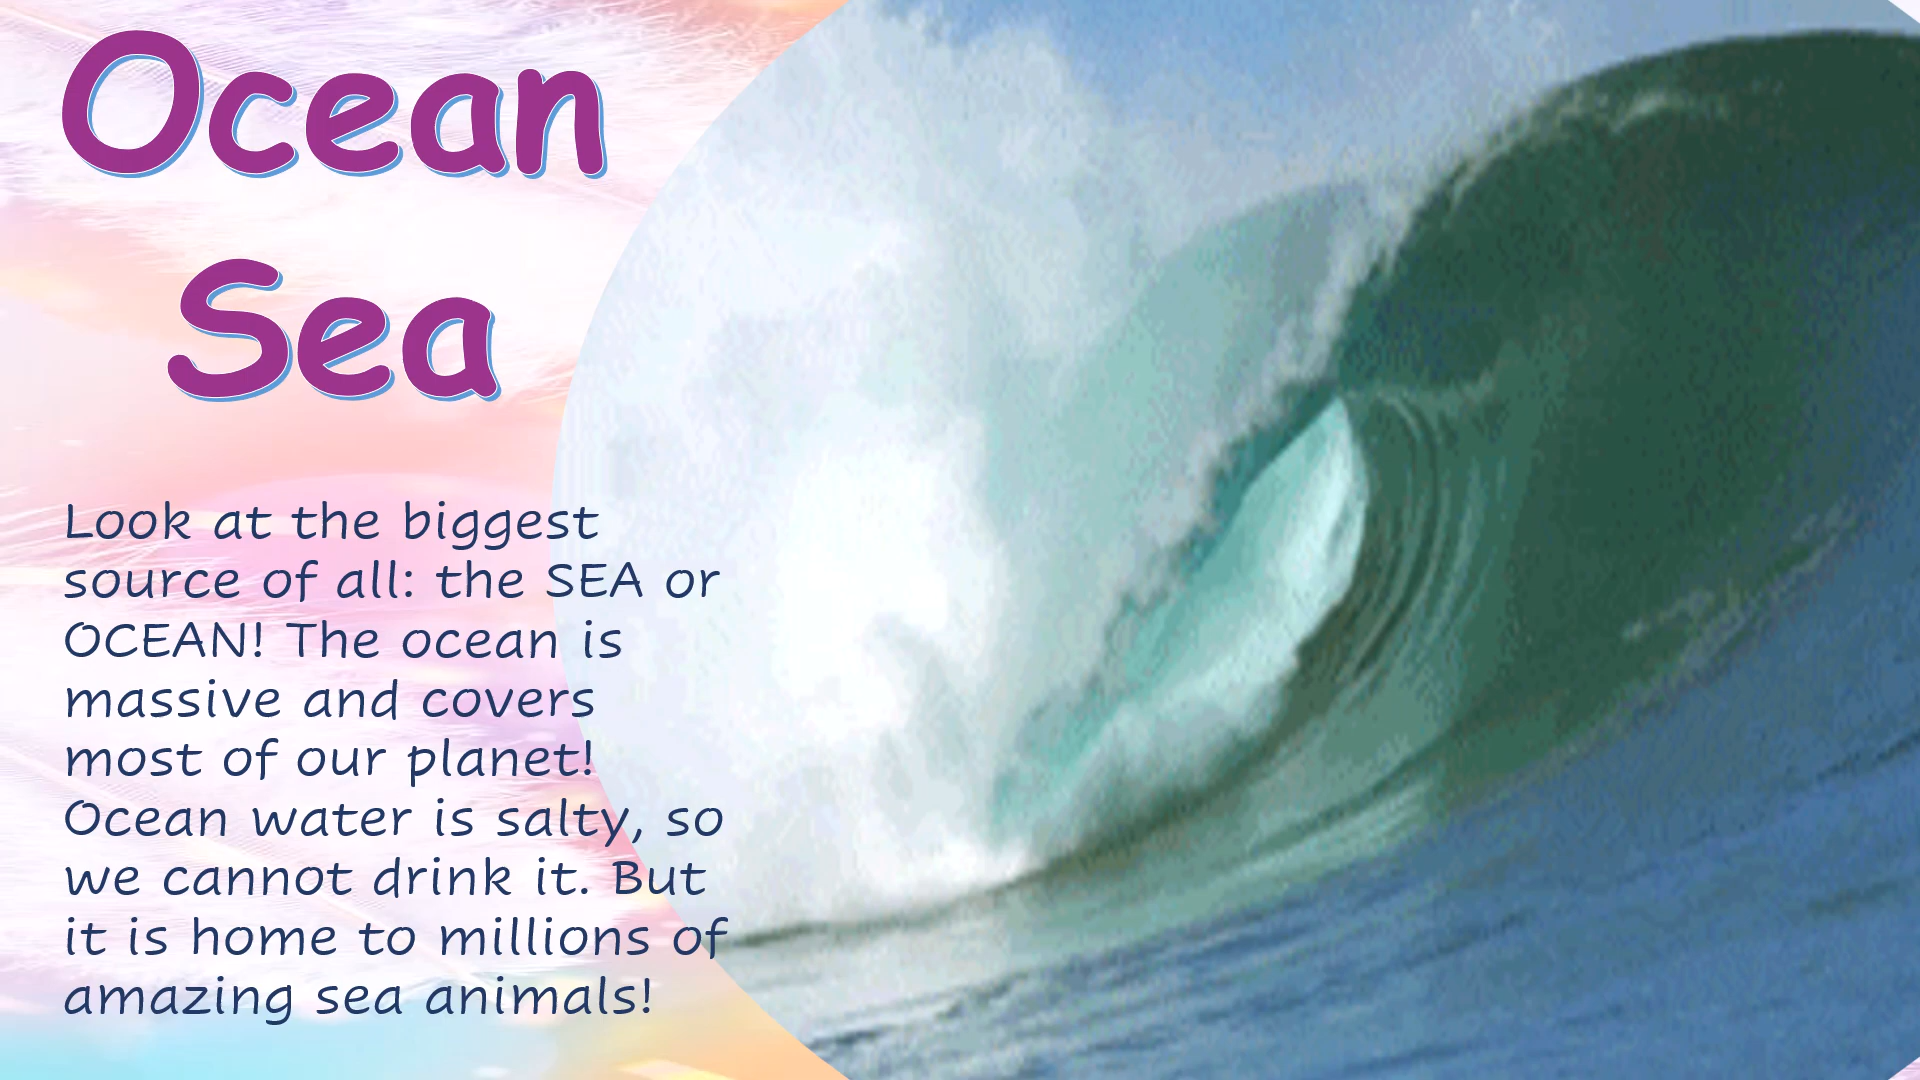 Ocean
Sea
Look at the biggest
source of all: the SEA or
OCEAN! The ocean is
massive and covers
most of our planet!
Ocean water is salty, so
we cannot drink it. But
it is home to millions of
amazing sea animals!